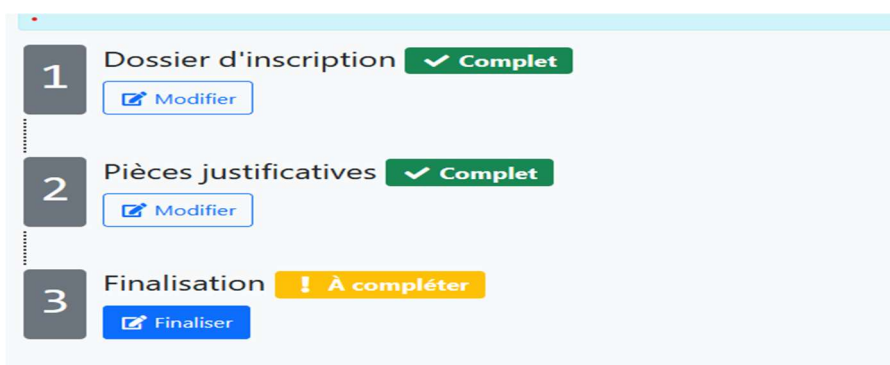 1 Dossier d'inscription Complet
Modifier
2 Pièces justificatives Complet
Modifier
3 Finalisation ! À compléter
Finaliser